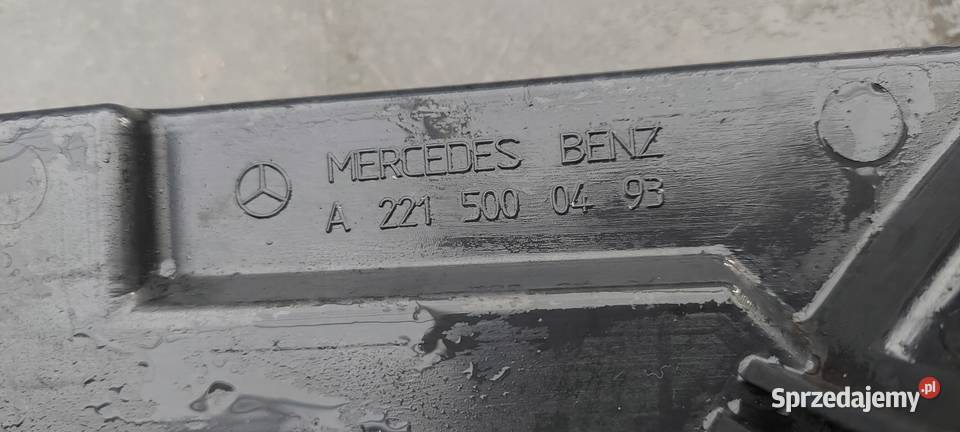 MERCEDES BENZ
A 221 500 04 93
Sprzedajemy.pl